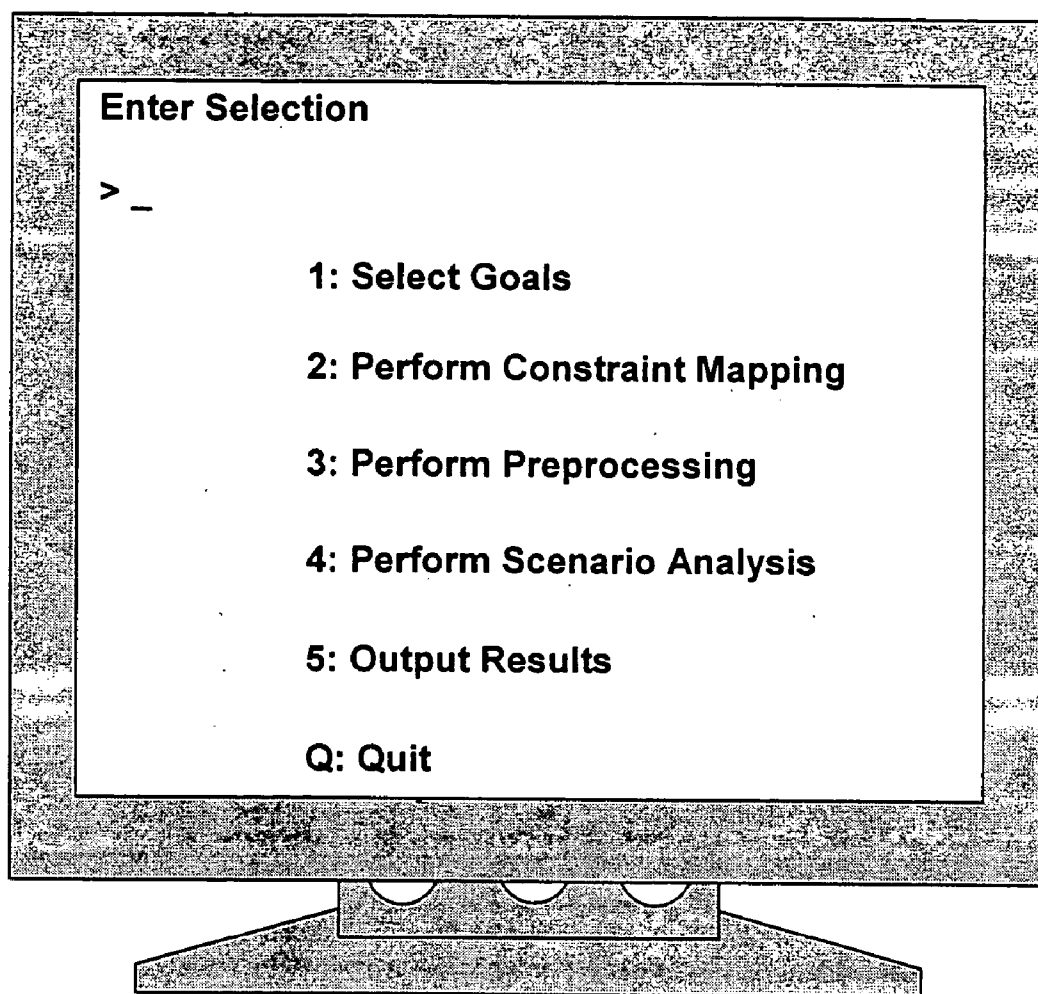 Enter Selection
> _
1: Select Goals
2: Perform Constraint Mapping
3: Perform Preprocessing
4: Perform Scenario Analysis
5: Output Results
Q: Quit